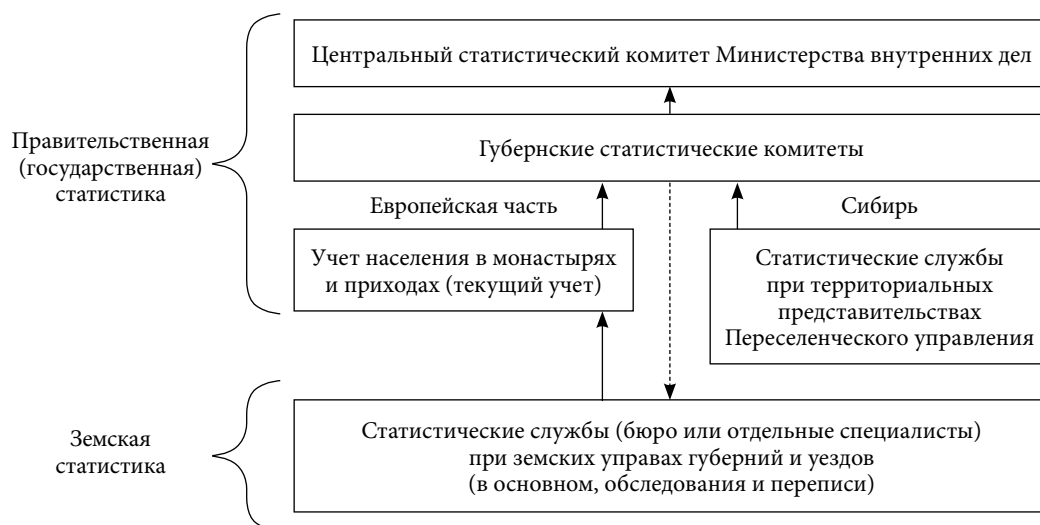 Центральный статистический комитет Министерства внутренних дел
Правительственная
(государственная)
статистика
Губернские статистические комитеты
Европейская часть
Сибирь
Учет населения в монастырях
и приходах (текущий учет)
Статистические службы
при территориальных
представительствах
Переселенческого управления
Земская
статистика
Статистические службы (бюро или отдельные специалисты)
при земских управах губерний и уездов
(в основном, обследования и переписи)